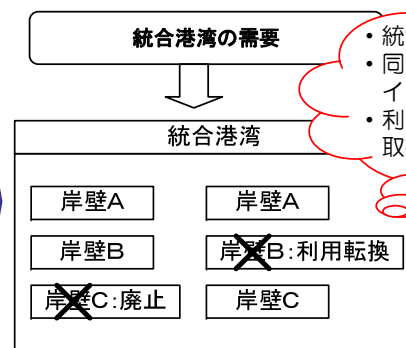 統合港湾の需要
・統
・同
イ
・利
取
統合港湾
岸壁A 岸壁A
岸壁B 岸壁B:利用転換
岸壁C:廃止 岸壁C